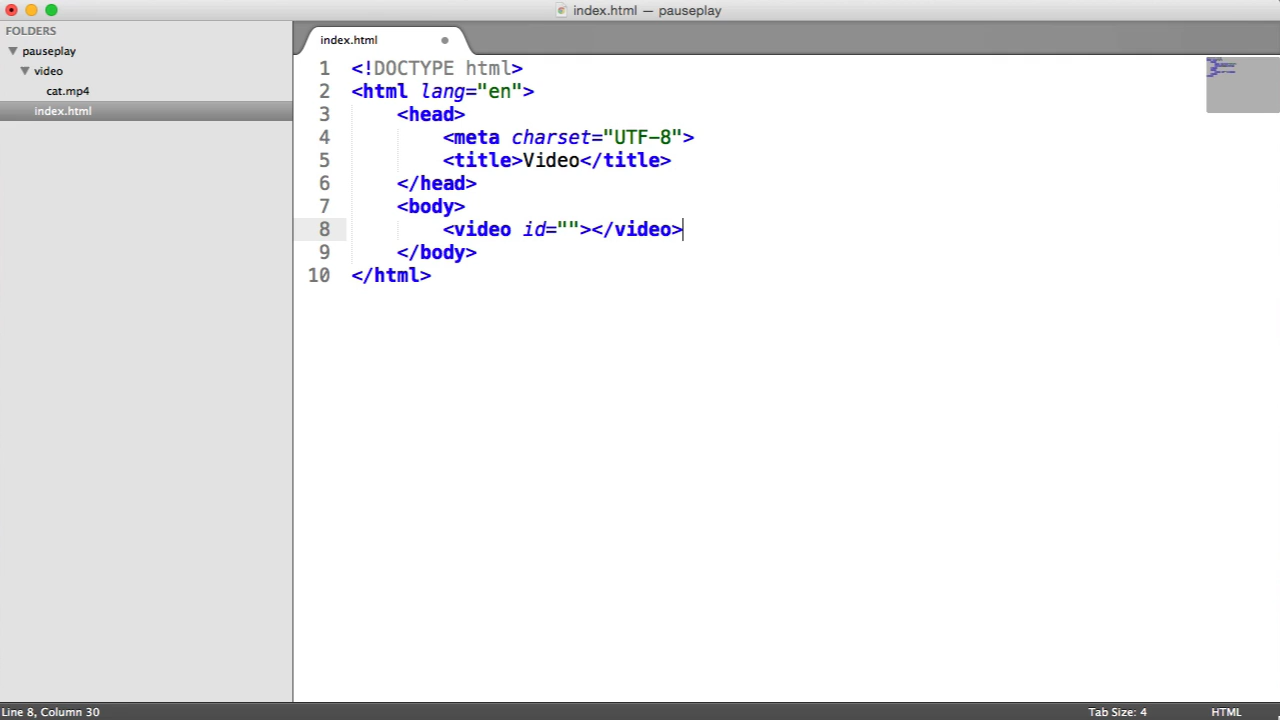 index.html — pauseplay
FOLDERS
pauseplay
video
cat.mp4
index.html
index.html
1 <!DOCTYPE html>
2 <html lang="en">
3     <head>
4         <meta charset="UTF-8">
5         <title>Video</title>
6     </head>
7     <body>
8         <video id=""></video>
9     </body>
10 </html>
Line 8, Column 30
Tab Size: 4
HTML